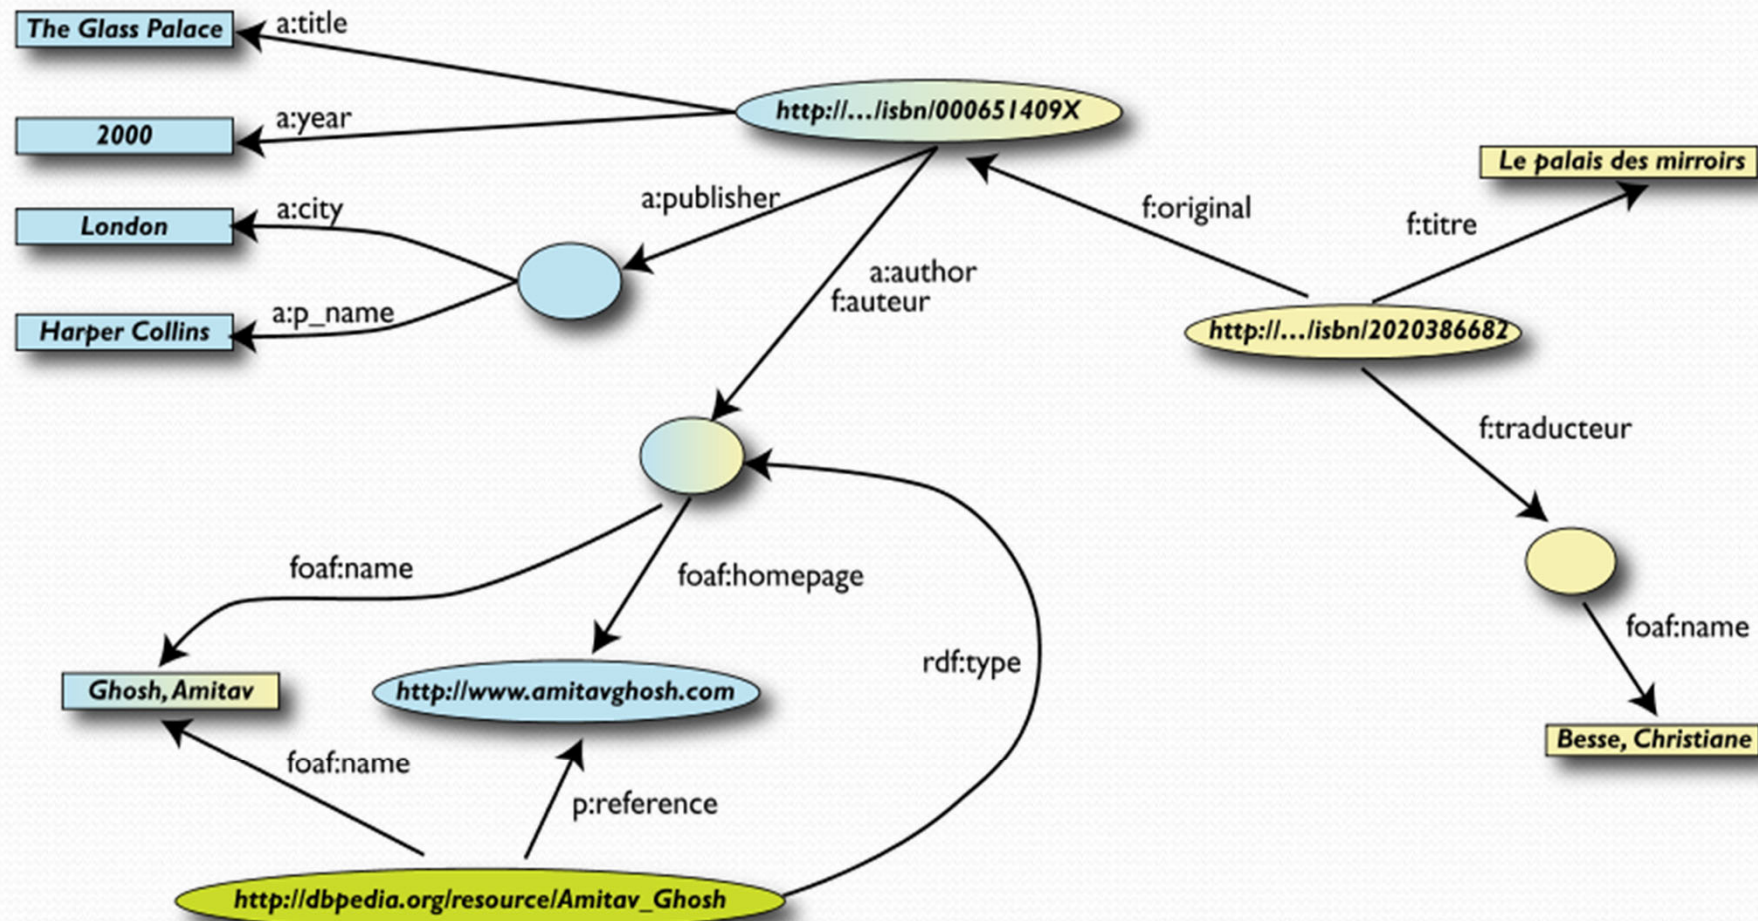 The Glass Palace
a:title
http://.../isbn/000651409X
2000
a:year
Le palais des mirroirs
a:publisher
f:original
f:titre
London
a:city
a:author
f:auteur
Harper Collins
a:p_name
http://.../isbn/2020386682
f:traducteur
foaf:name
foaf:homepage
foaf:name
rdf:type
Ghosh, Amitav
http://www.amitavghosh.com
Besse, Christiane
foaf:name
p:reference
http://dbpedia.org/resource/Amitav_Ghosh